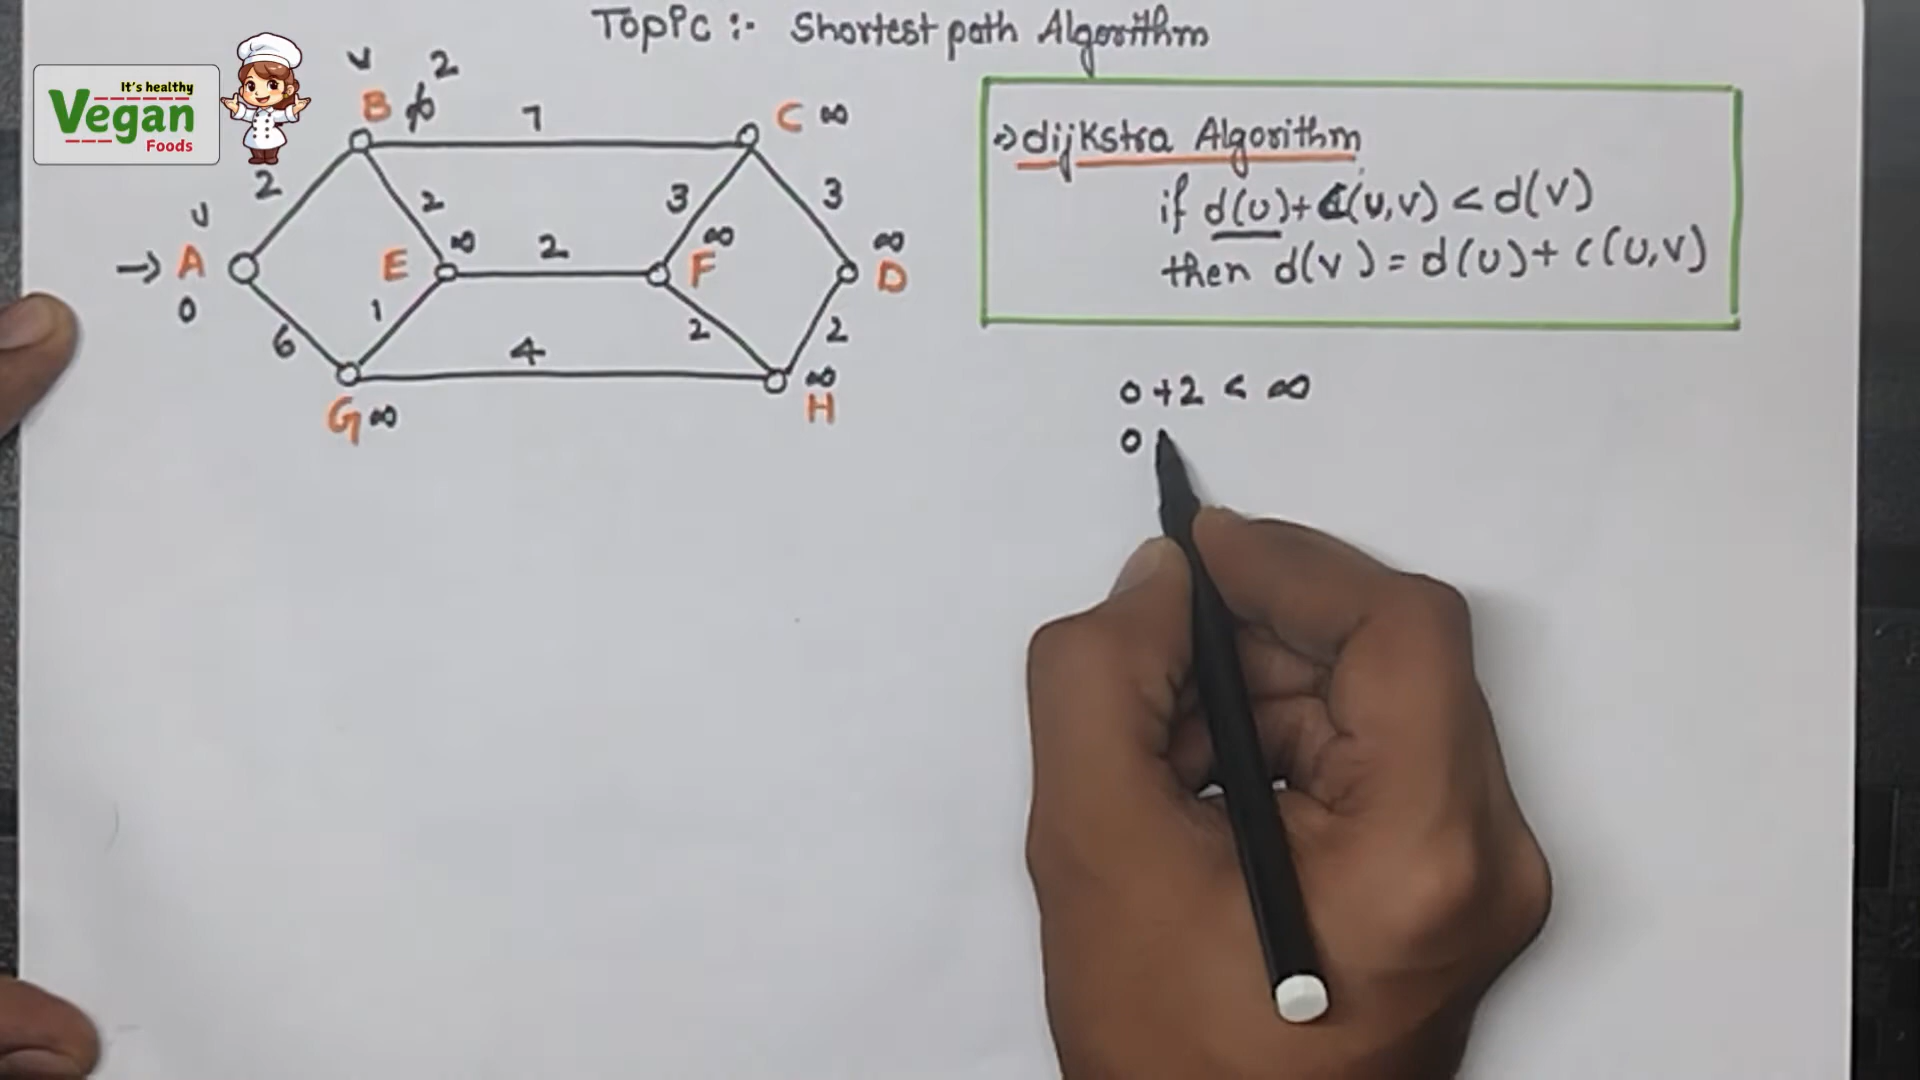 Topic :- Shortest path Algorithm
It's healthy
Vegan
Foods
v 2
B ∞ 7 C ∞
2 2 3 3
u
→ A E ∞ 2 ∞ F ∞ D
0
6 1 4 2 2
G ∞ ∞ H
⇒ dijkstra Algorithm
if d(u) + c(u,v) < d(v)
then d(v) = d(u) + c(u,v)
0 + 2 < ∞
0